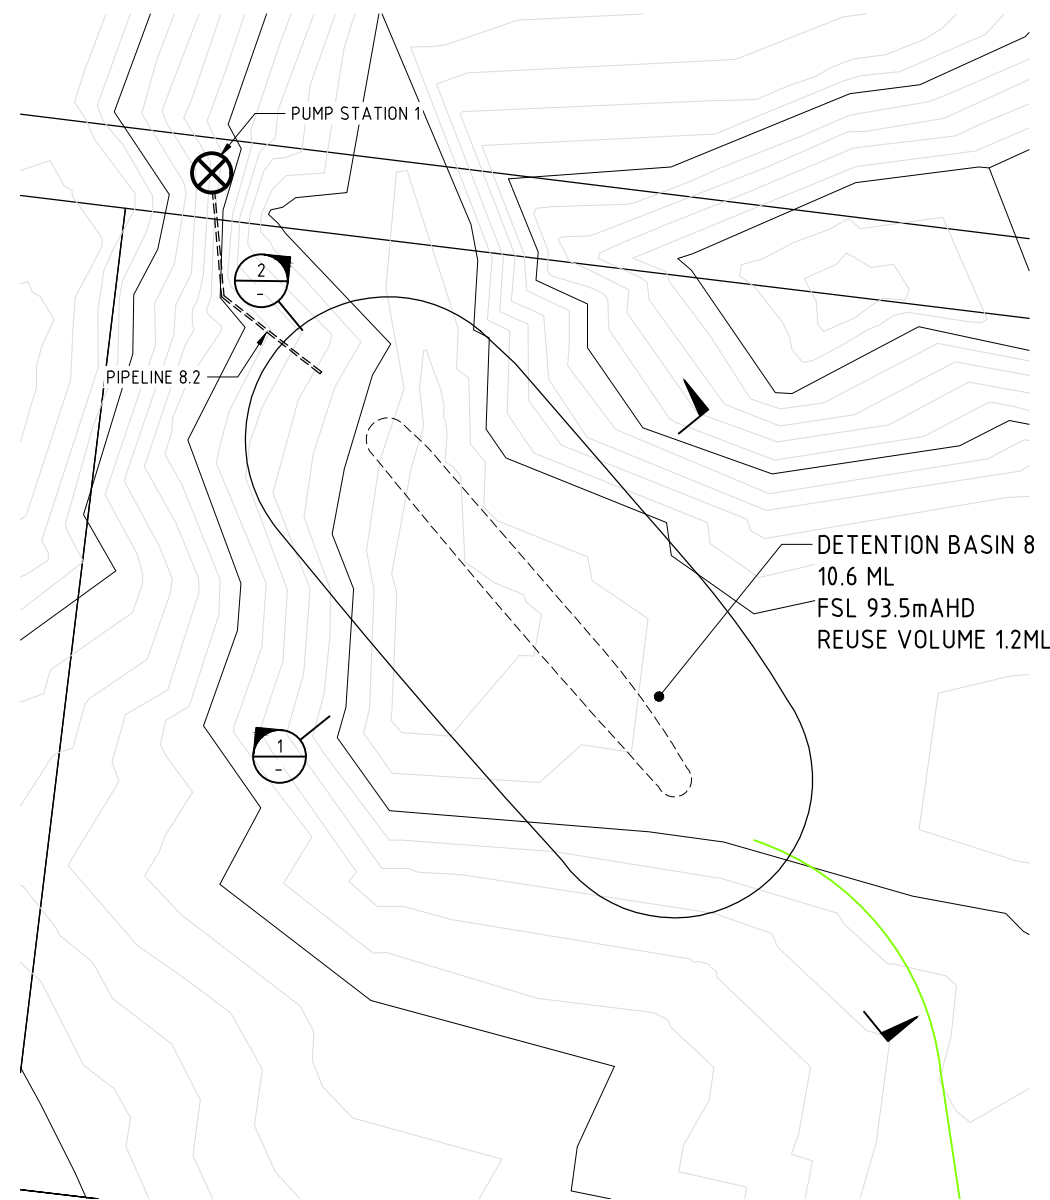 PUMP STATION 1
2
-
PIPELINE 8.2
DETENTION BASIN 8
10.6 ML
FSL 93.5mAHD
REUSE VOLUME 1.2ML
1
-